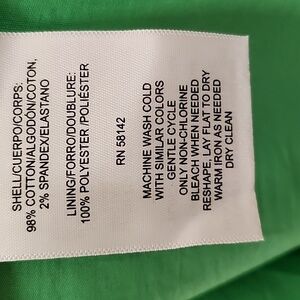 SHELL/CUERPO/CORPS:
98% COTTON/ALGODÓN/COTON,
2% SPANDEX/ELASTANO
LINING/FORRO/DOUBLURE:
100% POLYESTER /POLIÉSTER
RN 58142
MACHINE WASH COLD
WITH SIMILAR COLORS
GENTLE CYCLE
ONLY NON-CHLORINE
BLEACH WHEN NEEDED
RESHAPE, LAY FLAT TO DRY
WARM IRON AS NEEDED
DRY CLEAN